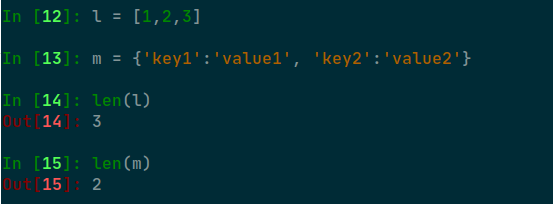 In [12]: l = [1,2,3]
In [13]: m = {'key1':'value1', 'key2':'value2'}
In [14]: len(l)
Out[14]: 3
In [15]: len(m)
Out[15]: 2